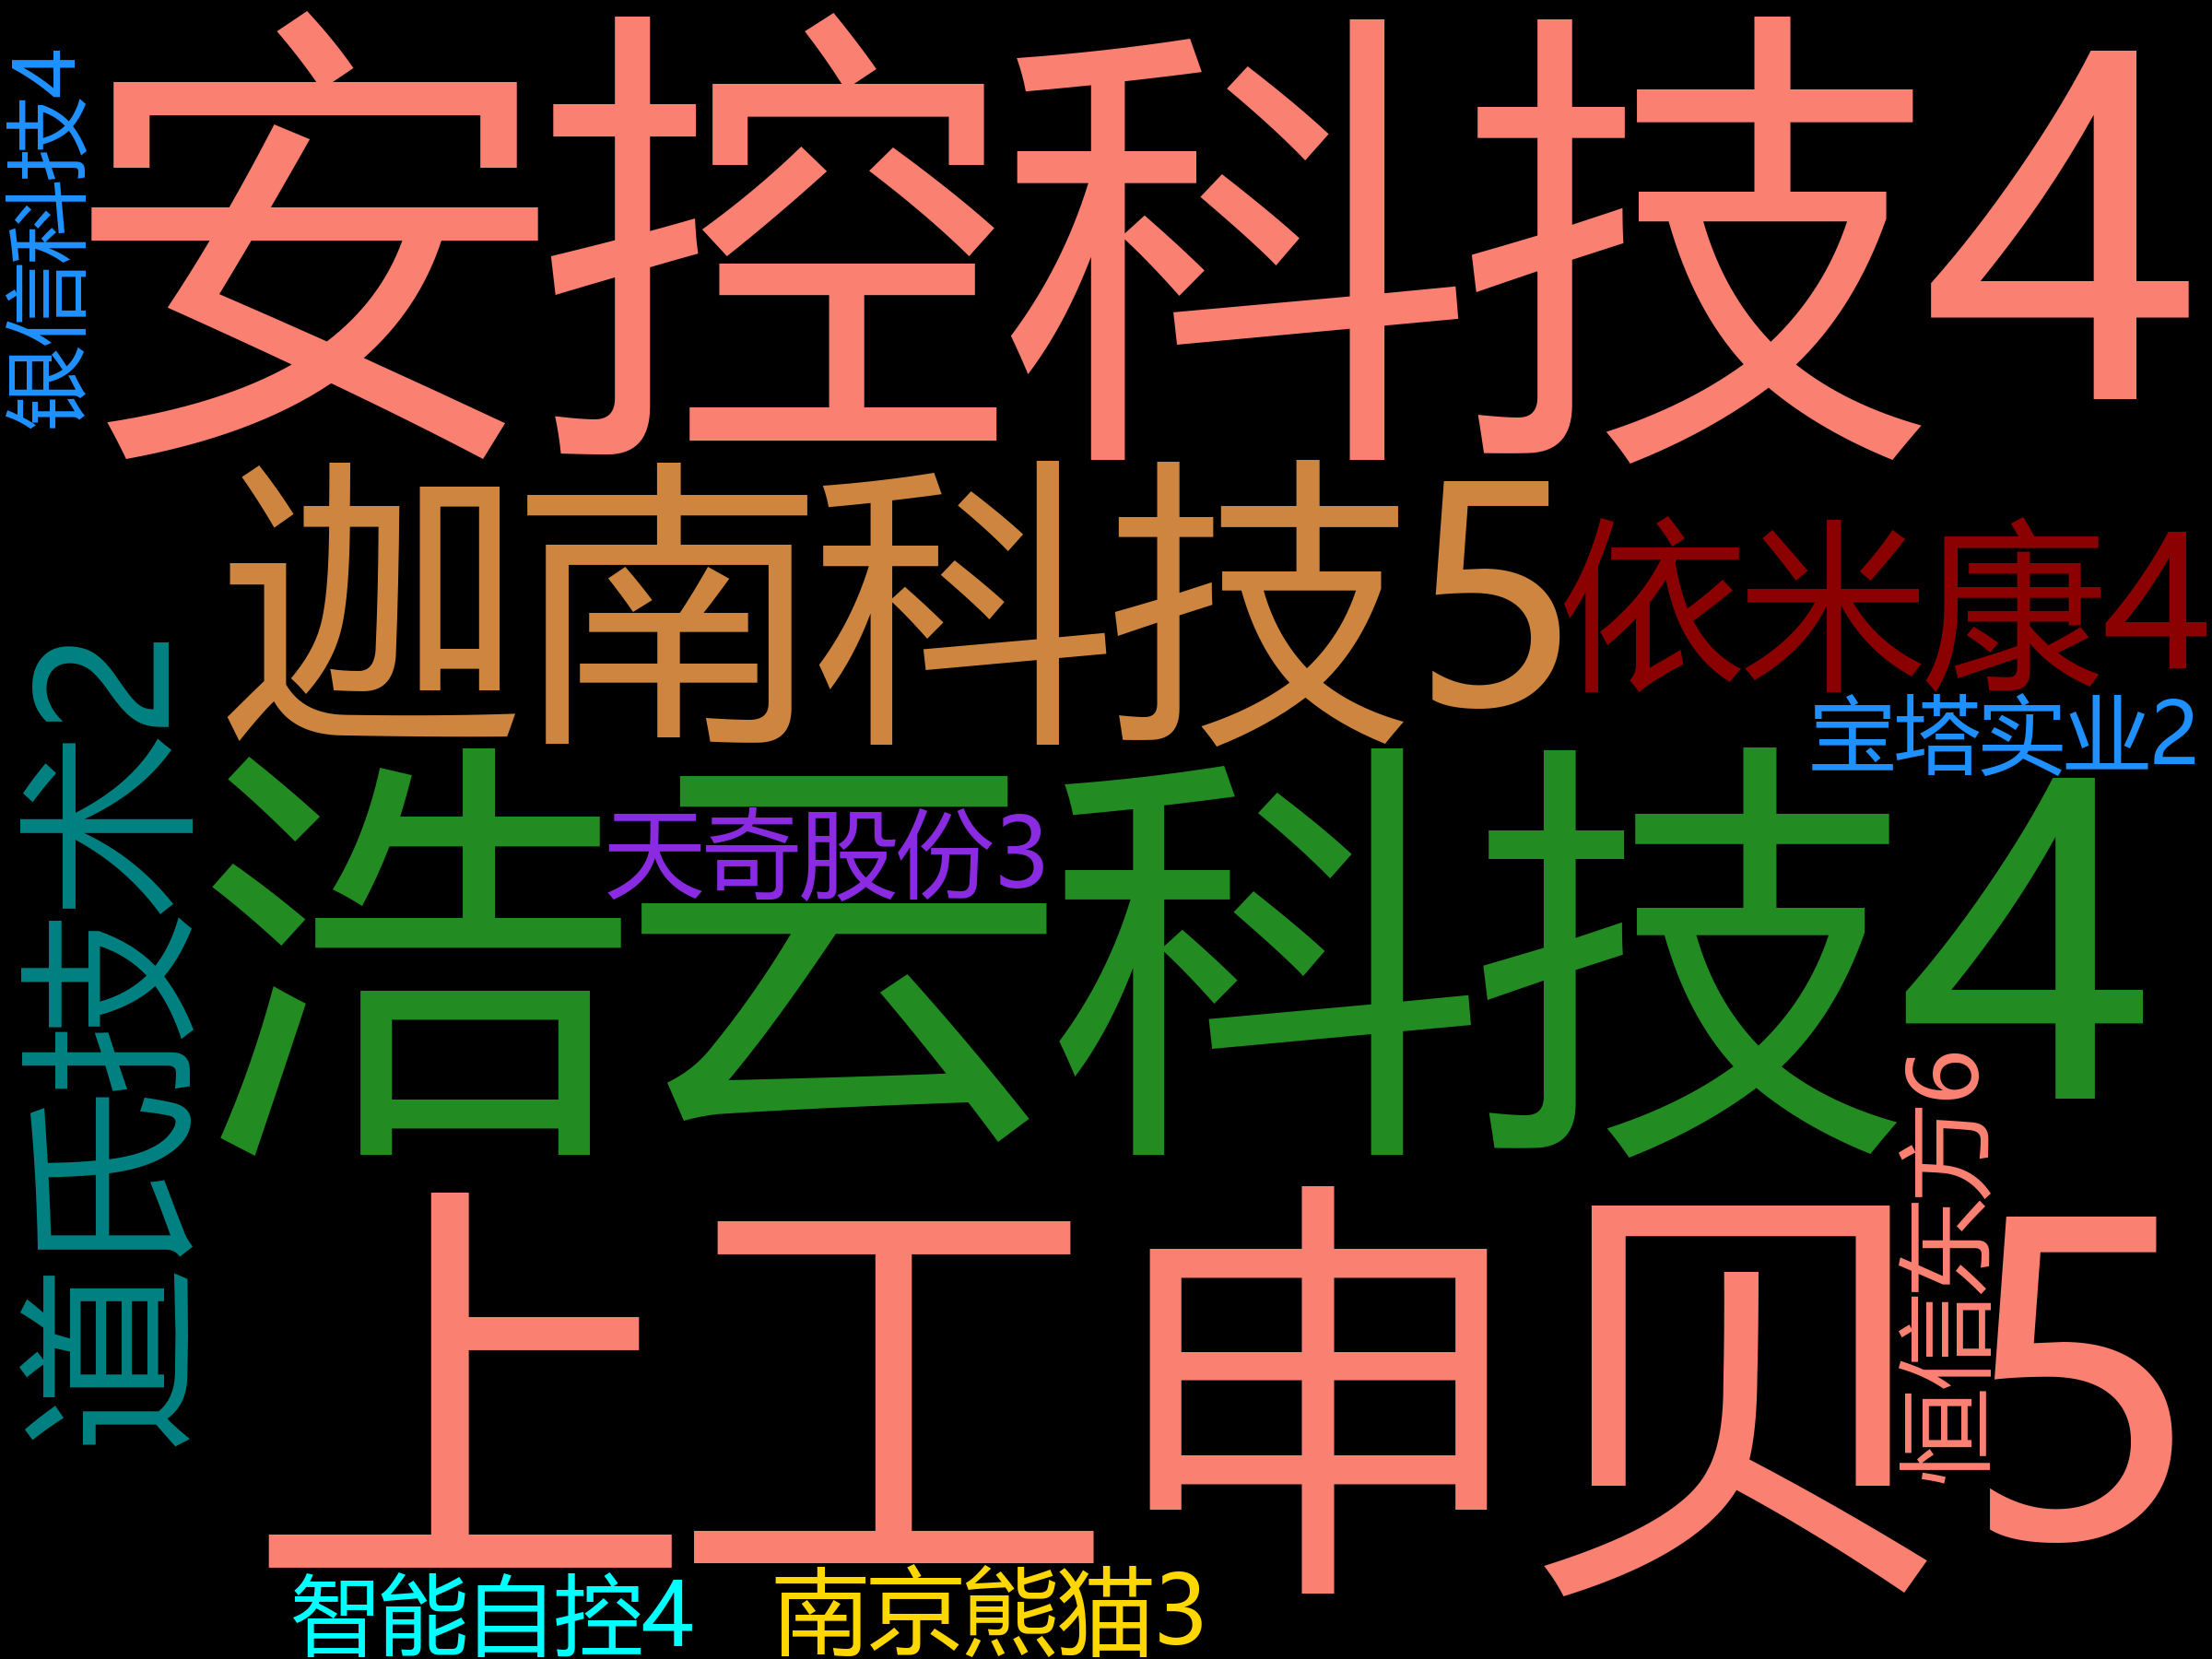 银信科技4
安控科技4
迦南科技5
依米康4
宝塔实业2
道氏技术2
天奇股份3
浩云科技4
恒信东方6
上工申贝5
智能自控4
南京熊猫3